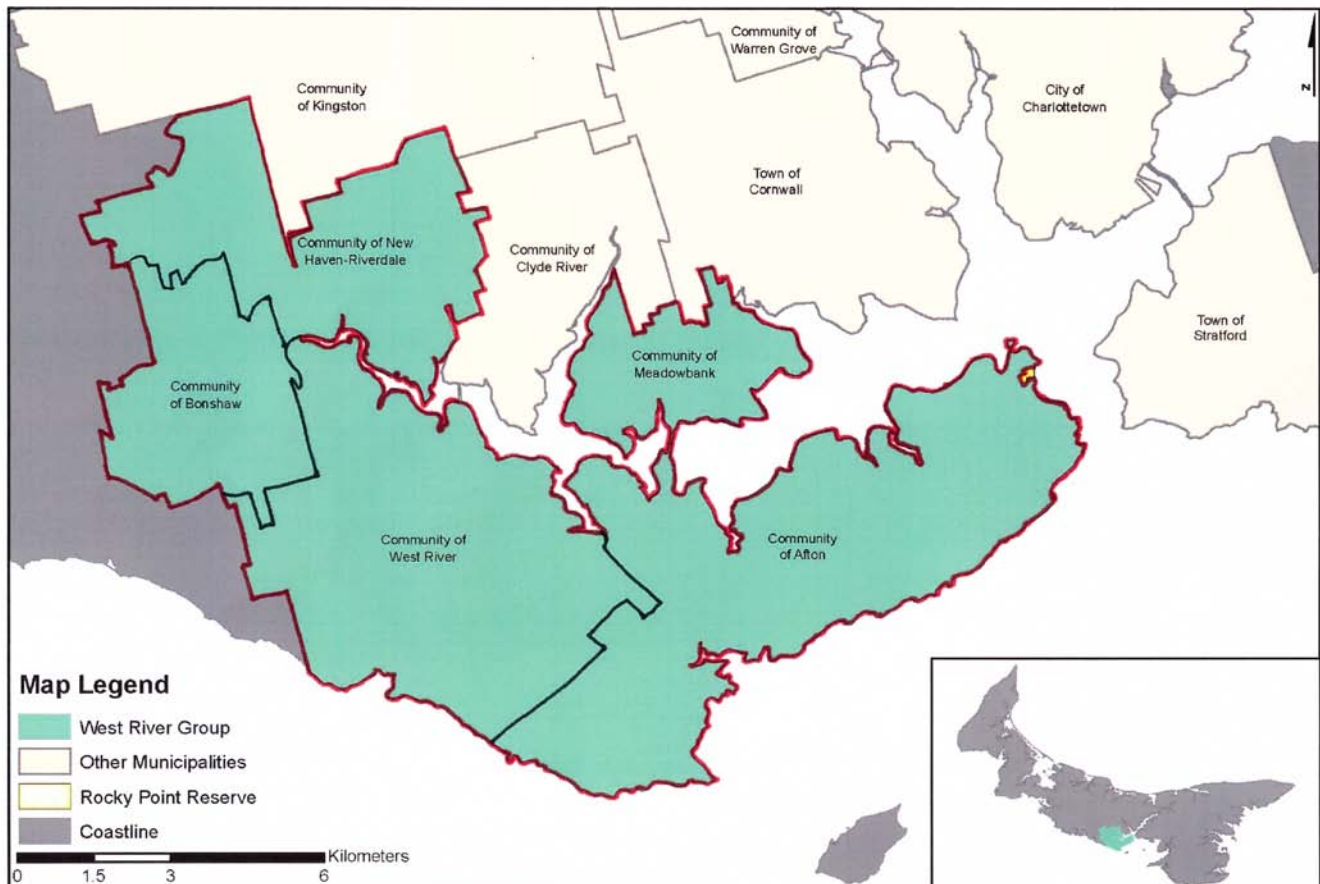 Community of
Warren Grove
Community
of Kingston
City of
Charlottetown
N
Town of
Cornwall
Community of New
Haven-Riverdale
Community of
Clyde River
Town of
Stratford
Community of
Meadowbank
Community
of Bonshaw
Community of
West River
Community
of Afton
Map Legend
West River Group
Other Municipalities
Rocky Point Reserve
Coastline
Kilometers
0 1.5 3 6